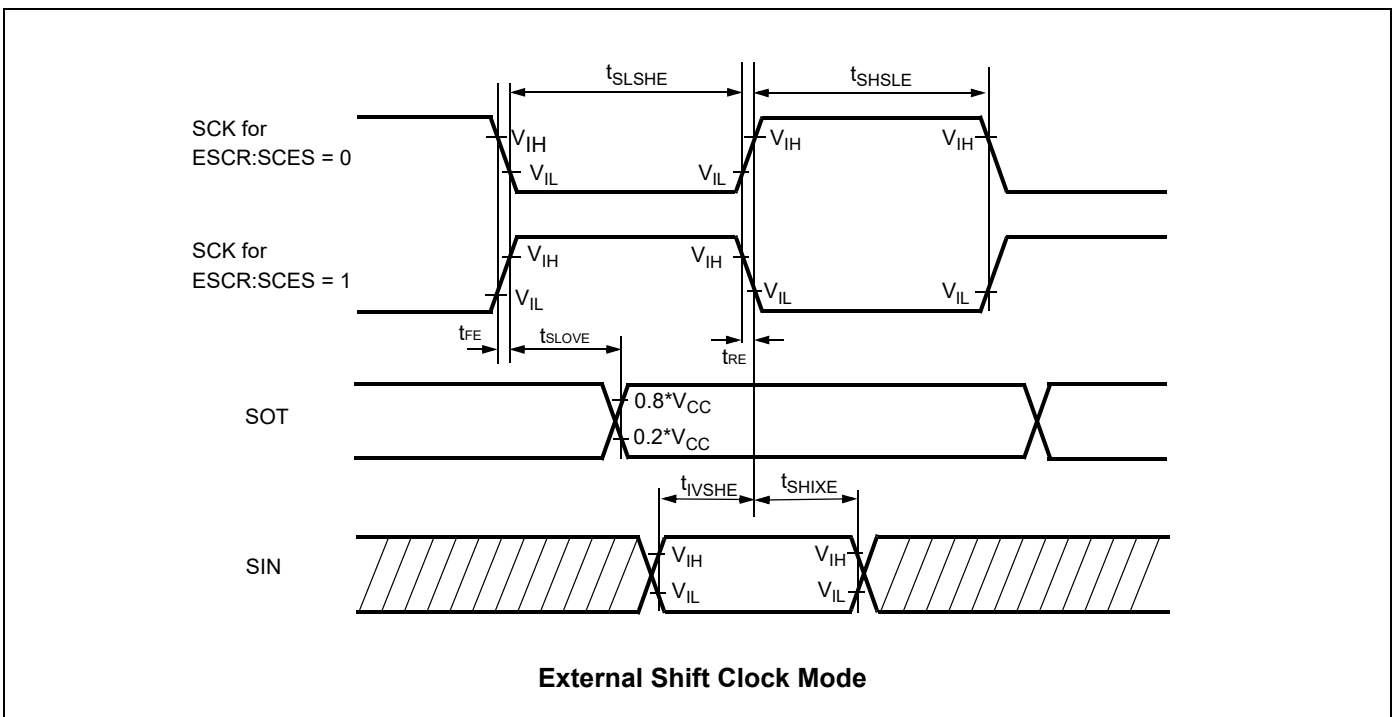 tSLSHE
tSHSLE
SCK for
ESCR:SCES = 0
VIH
VIL
VIL
VIH
VIH
SCK for
ESCR:SCES = 1
VIH
VIL
VIH
VIL
VIL
tFE
tSLOVE
tRE
SOT
0.8*VCC
0.2*VCC
tIVSHE
tSHIXE
SIN
VIH
VIL
VIH
VIL
External Shift Clock Mode